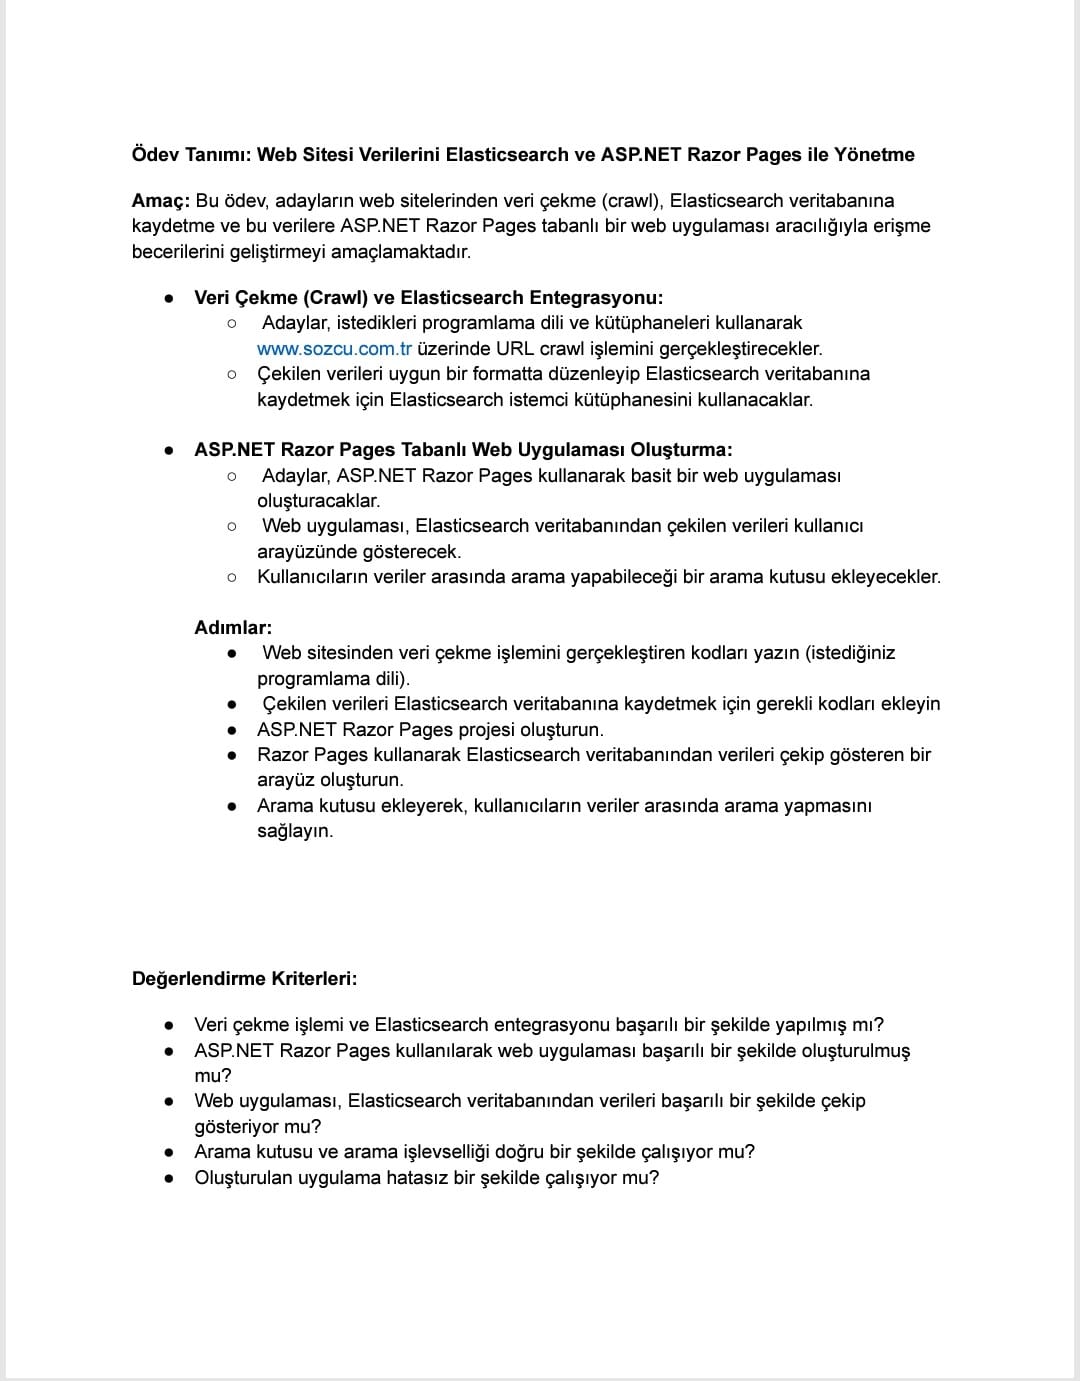 Ödev Tanımı: Web Sitesi Verilerini Elasticsearch ve ASP.NET Razor Pages ile Yönetme
Amaç: Bu ödev, adayların web sitelerinden veri çekme (crawl), Elasticsearch veritabanına
kaydetme ve bu verilere ASP.NET Razor Pages tabanlı bir web uygulaması aracılığıyla erişme
becerilerini geliştirmeyi amaçlamaktadır.
● Veri Çekme (Crawl) ve Elasticsearch Entegrasyonu:
○ Adaylar, istedikleri programlama dili ve kütüphaneleri kullanarak
www.sozcu.com.tr üzerinde URL crawl işlemini gerçekleştirecekler.
○ Çekilen verileri uygun bir formatta düzenleyip Elasticsearch veritabanına
kaydetmek için Elasticsearch istemci kütüphanesini kullanacaklar.
● ASP.NET Razor Pages Tabanlı Web Uygulaması Oluşturma:
○ Adaylar, ASP.NET Razor Pages kullanarak basit bir web uygulaması
oluşturacaklar.
○ Web uygulaması, Elasticsearch veritabanından çekilen verileri kullanıcı
arayüzünde gösterecek.
○ Kullanıcıların veriler arasında arama yapabileceği bir arama kutusu ekleyecekler.
Adımlar:
● Web sitesinden veri çekme işlemini gerçekleştiren kodları yazın (istediğiniz
programlama dili).
● Çekilen verileri Elasticsearch veritabanına kaydetmek için gerekli kodları ekleyin
● ASP.NET Razor Pages projesi oluşturun.
● Razor Pages kullanarak Elasticsearch veritabanından verileri çekip gösteren bir
arayüz oluşturun.
● Arama kutusu ekleyerek, kullanıcıların veriler arasında arama yapmasını
sağlayın.
Değerlendirme Kriterleri:
● Veri çekme işlemi ve Elasticsearch entegrasyonu başarılı bir şekilde yapılmış mı?
● ASP.NET Razor Pages kullanılarak web uygulaması başarılı bir şekilde oluşturulmuş
mu?
● Web uygulaması, Elasticsearch veritabanından verileri başarılı bir şekilde çekip
gösteriyor mu?
● Arama kutusu ve arama işlevselliği doğru bir şekilde çalışıyor mu?
● Oluşturulan uygulama hatasız bir şekilde çalışıyor mu?